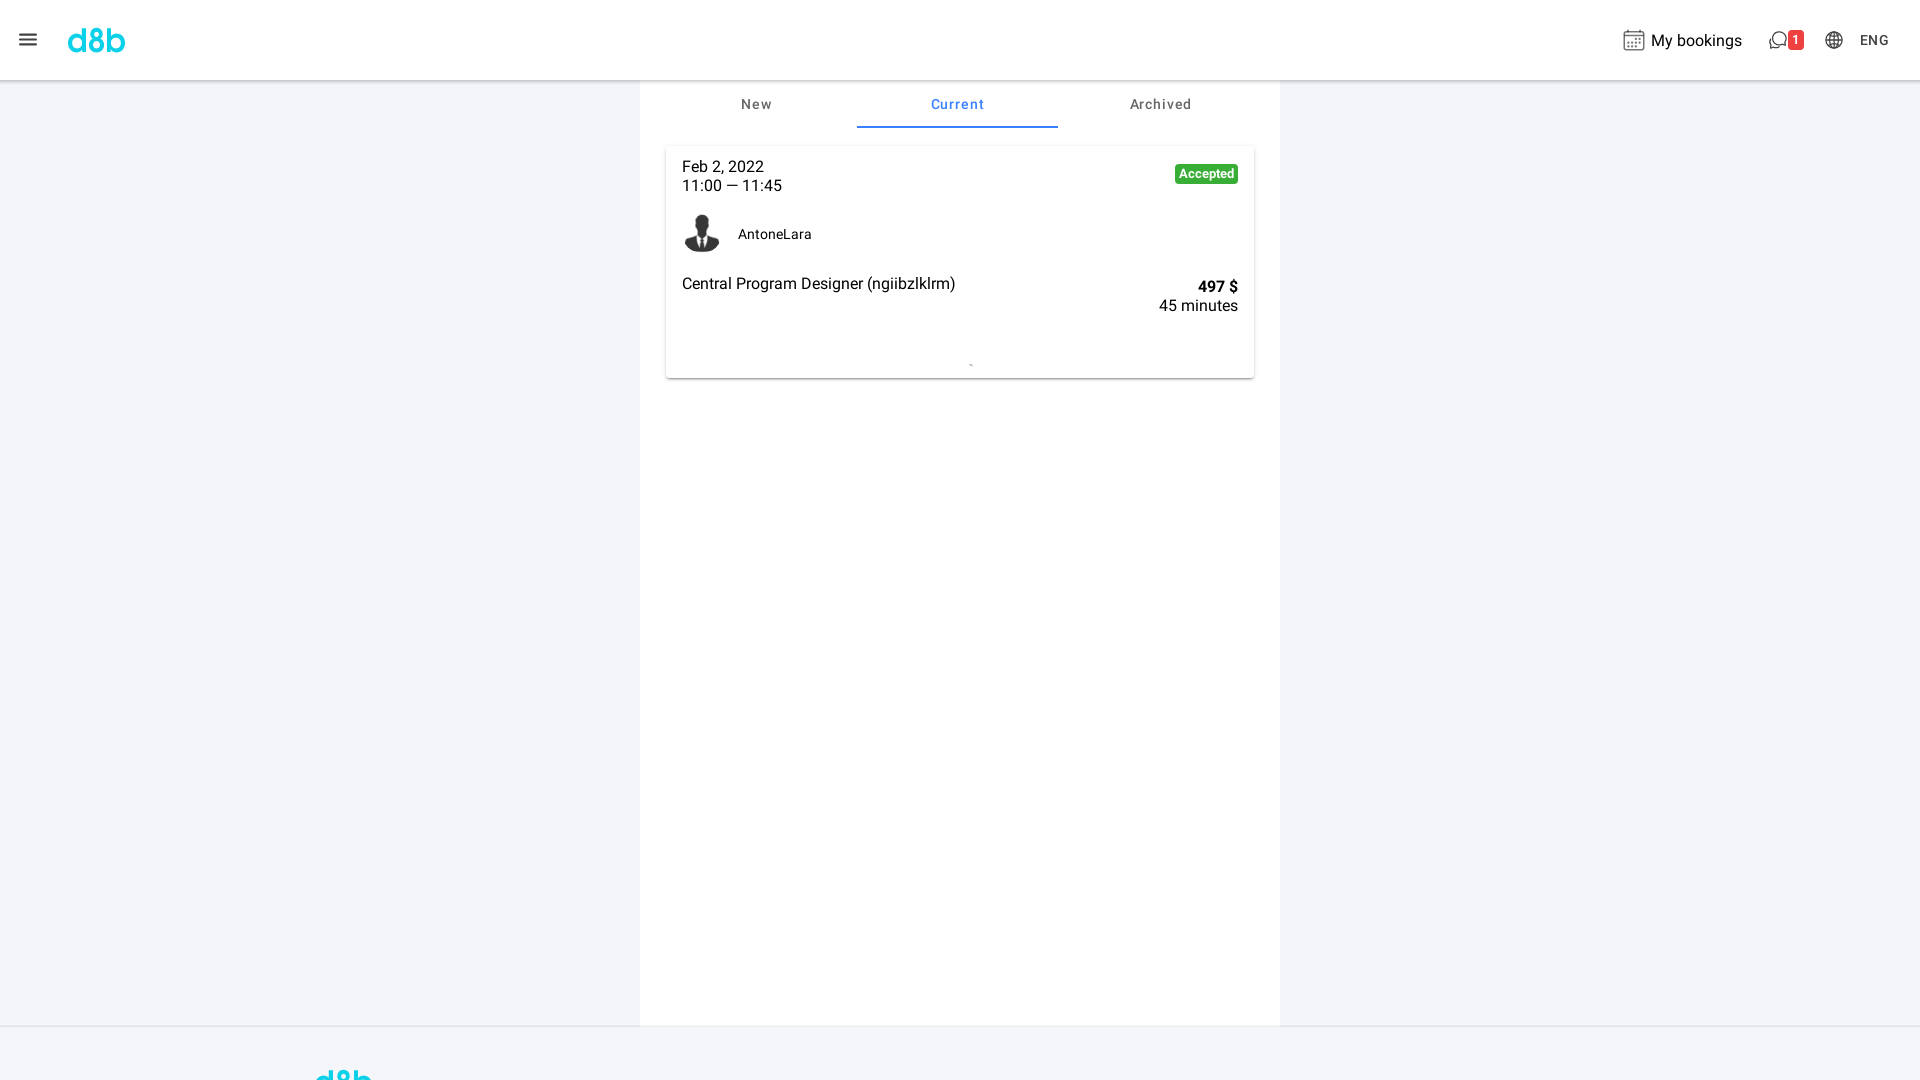 d8b
My bookings
1
ENG
New
Current
Archived
Feb 2, 2022
11:00 — 11:45
Accepted
AntoneLara
Central Program Designer (ngiibzlklrm)
497 $
45 minutes
d8b